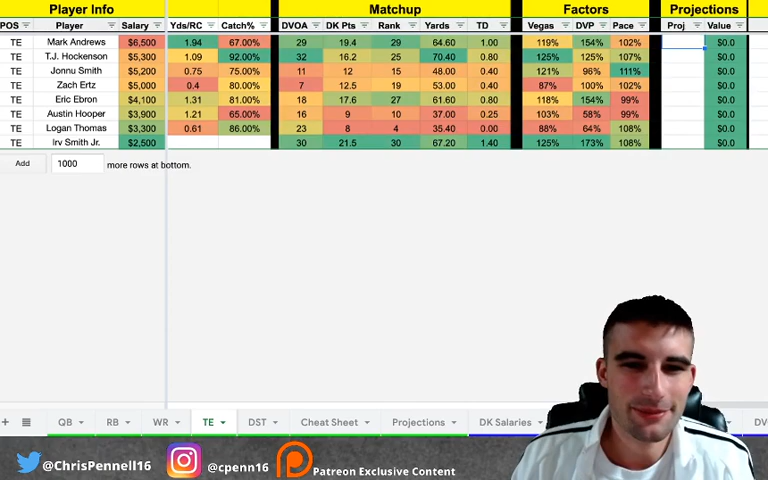 Player Info Matchup Factors Projections
POS Player Salary Yds/RC Catch% DVOA DK Pts Rank Yards TD Vegas DVP Pace Proj Value
TE Mark Andrews $6,500 1.94 67.00% 29 19.4 29 64.60 1.00 119% 154% 102% $0.0
TE T.J. Hockenson $5,300 1.09 92.00% 32 16.2 25 70.40 0.80 125% 125% 107% $0.0
TE Jonnu Smith $5,200 0.75 75.00% 11 12 15 48.00 0.40 121% 96% 111% $0.0
TE Zach Ertz $5,000 0.4 80.00% 7 12.5 19 53.00 0.40 87% 100% 102% $0.0
TE Eric Ebron $4,100 1.31 81.00% 18 17.6 27 61.60 0.80 118% 154% 99% $0.0
TE Austin Hooper $3,900 1.21 65.00% 16 9 10 37.00 0.25 103% 58% 99% $0.0
TE Logan Thomas $3,300 0.61 86.00% 23 8 4 35.40 0.00 88% 64% 108% $0.0
TE Irv Smith Jr. $2,500 30 21.5 30 67.20 1.40 125% 173% 108% $0.0
Add 1000 more rows at bottom.
+ QB RB WR TE DST Cheat Sheet Projections DK Salaries DV
@ChrisPennell16 @cpenn16 Patreon Exclusive Content